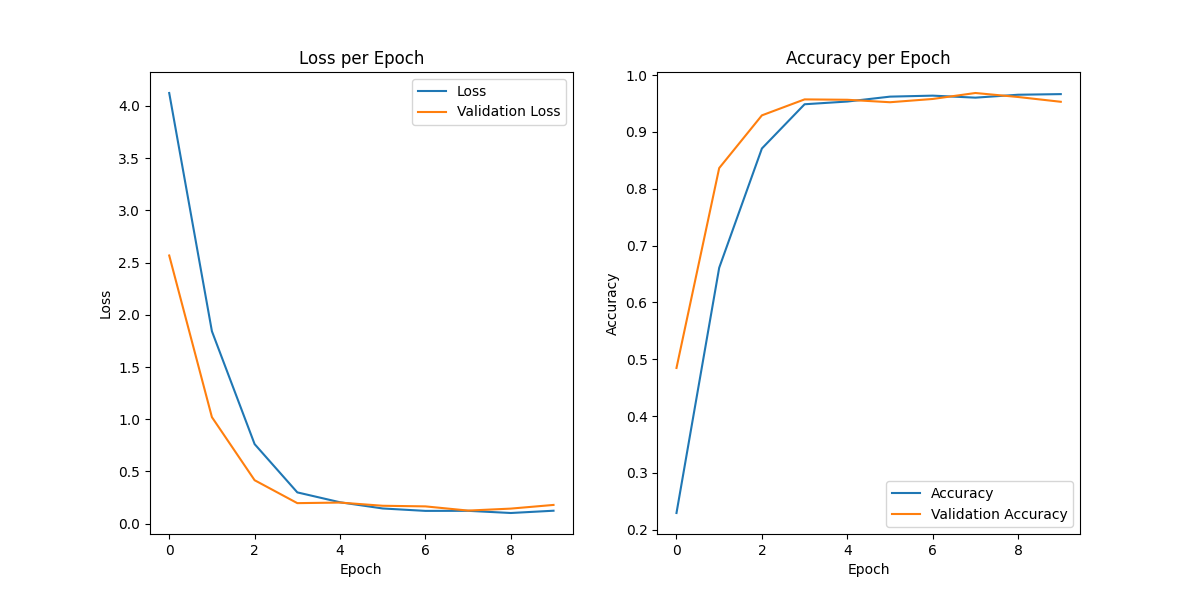 Loss per Epoch
Loss
Validation Loss
4.0
3.5
3.0
2.5
2.0
1.5
1.0
0.5
0.0
Loss
0 2 4 6 8
Epoch
Accuracy per Epoch
1.0
0.9
0.8
0.7
0.6
0.5
0.4
0.3
0.2
Accuracy
Accuracy
Validation Accuracy
0 2 4 6 8
Epoch